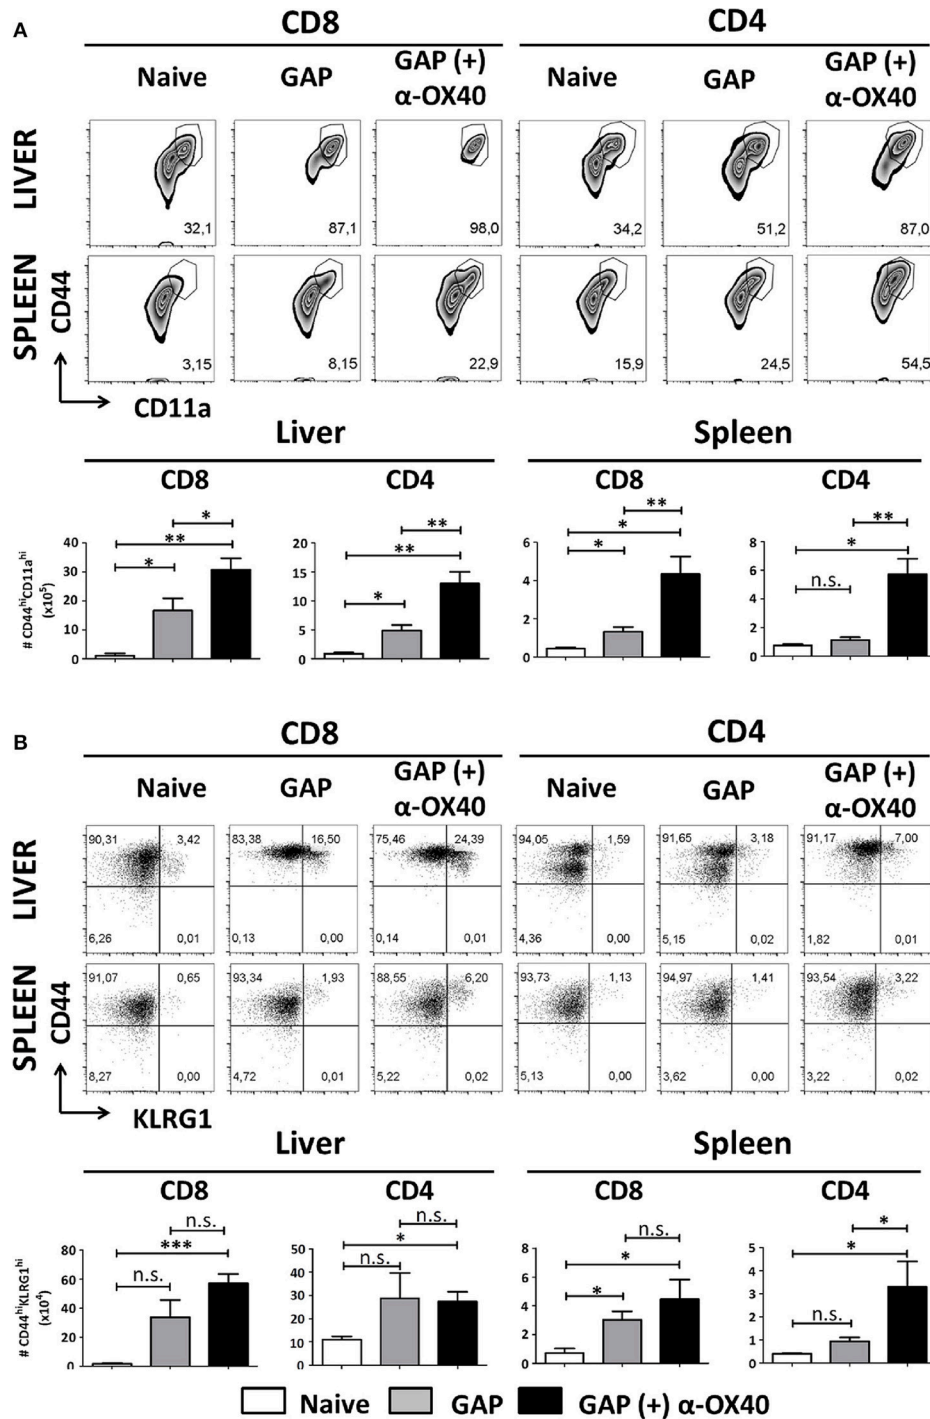 A
CD8 CD4
Naive GAP GAP (+) α-OX40 Naive GAP GAP (+) α-OX40
LIVER
32,1 87,1 98,0 34,2 51,2 87,0
SPLEEN
CD44
3,15 8,15 22,9 15,9 24,5 54,5
CD11a
Liver Spleen
CD8 CD4 CD8 CD4
# CD44hiCD11ahi
(x10⁵)
40 30 20 10 0
* ** *
20 15 10 5 0
* ** **
6 4 2 0
* * **
8 6 4 2 0
n.s. * **
B
CD8 CD4
Naive GAP GAP (+) α-OX40 Naive GAP GAP (+) α-OX40
LIVER
90,31 3,42 83,38 16,50 75,46 24,39 94,05 1,59 91,65 3,18 91,17 7,00
6,26 0,01 0,13 0,00 0,14 0,01 4,36 0,00 5,15 0,02 1,82 0,01
SPLEEN
CD44
91,07 0,65 93,34 1,93 88,55 6,20 93,73 1,13 94,97 1,41 93,54 3,22
8,27 0,00 4,72 0,01 5,22 0,02 5,13 0,00 3,62 0,00 3,22 0,02
KLRG1
Liver Spleen
CD8 CD4 CD8 CD4
# CD44hiKLRG1hi
(x10⁴)
80 60 40 20 0
n.s. *** n.s.
50 40 30 20 10 0
n.s. * n.s.
8 6 4 2 0
* * n.s.
5 4 3 2 1 0
n.s. * *
Naive GAP GAP (+) α-OX40